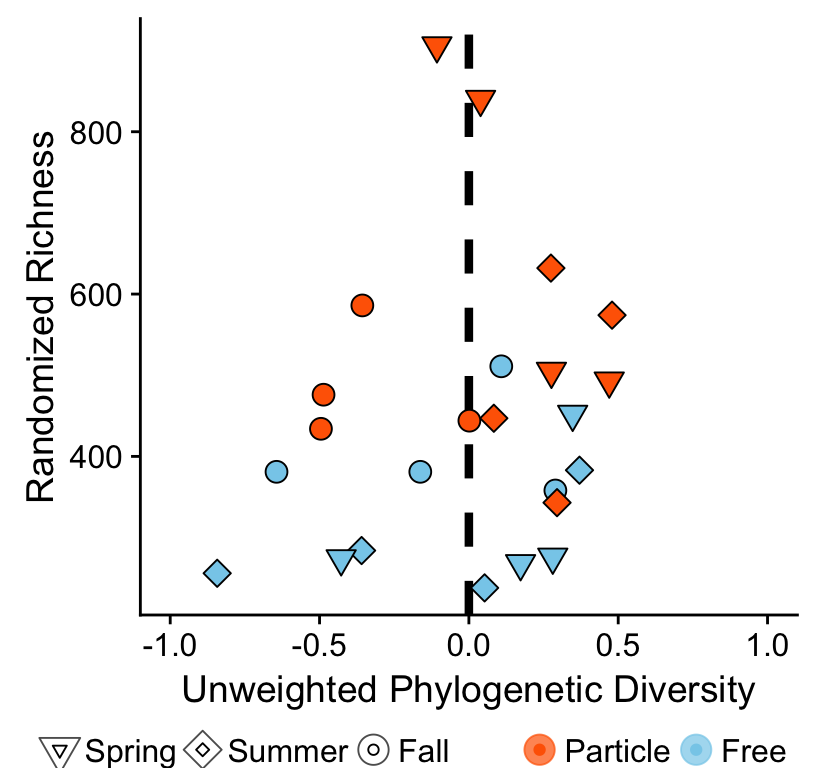 Randomized Richness
800
600
400
-1.0 -0.5 0.0 0.5 1.0
Unweighted Phylogenetic Diversity
Spring Summer Fall Particle Free